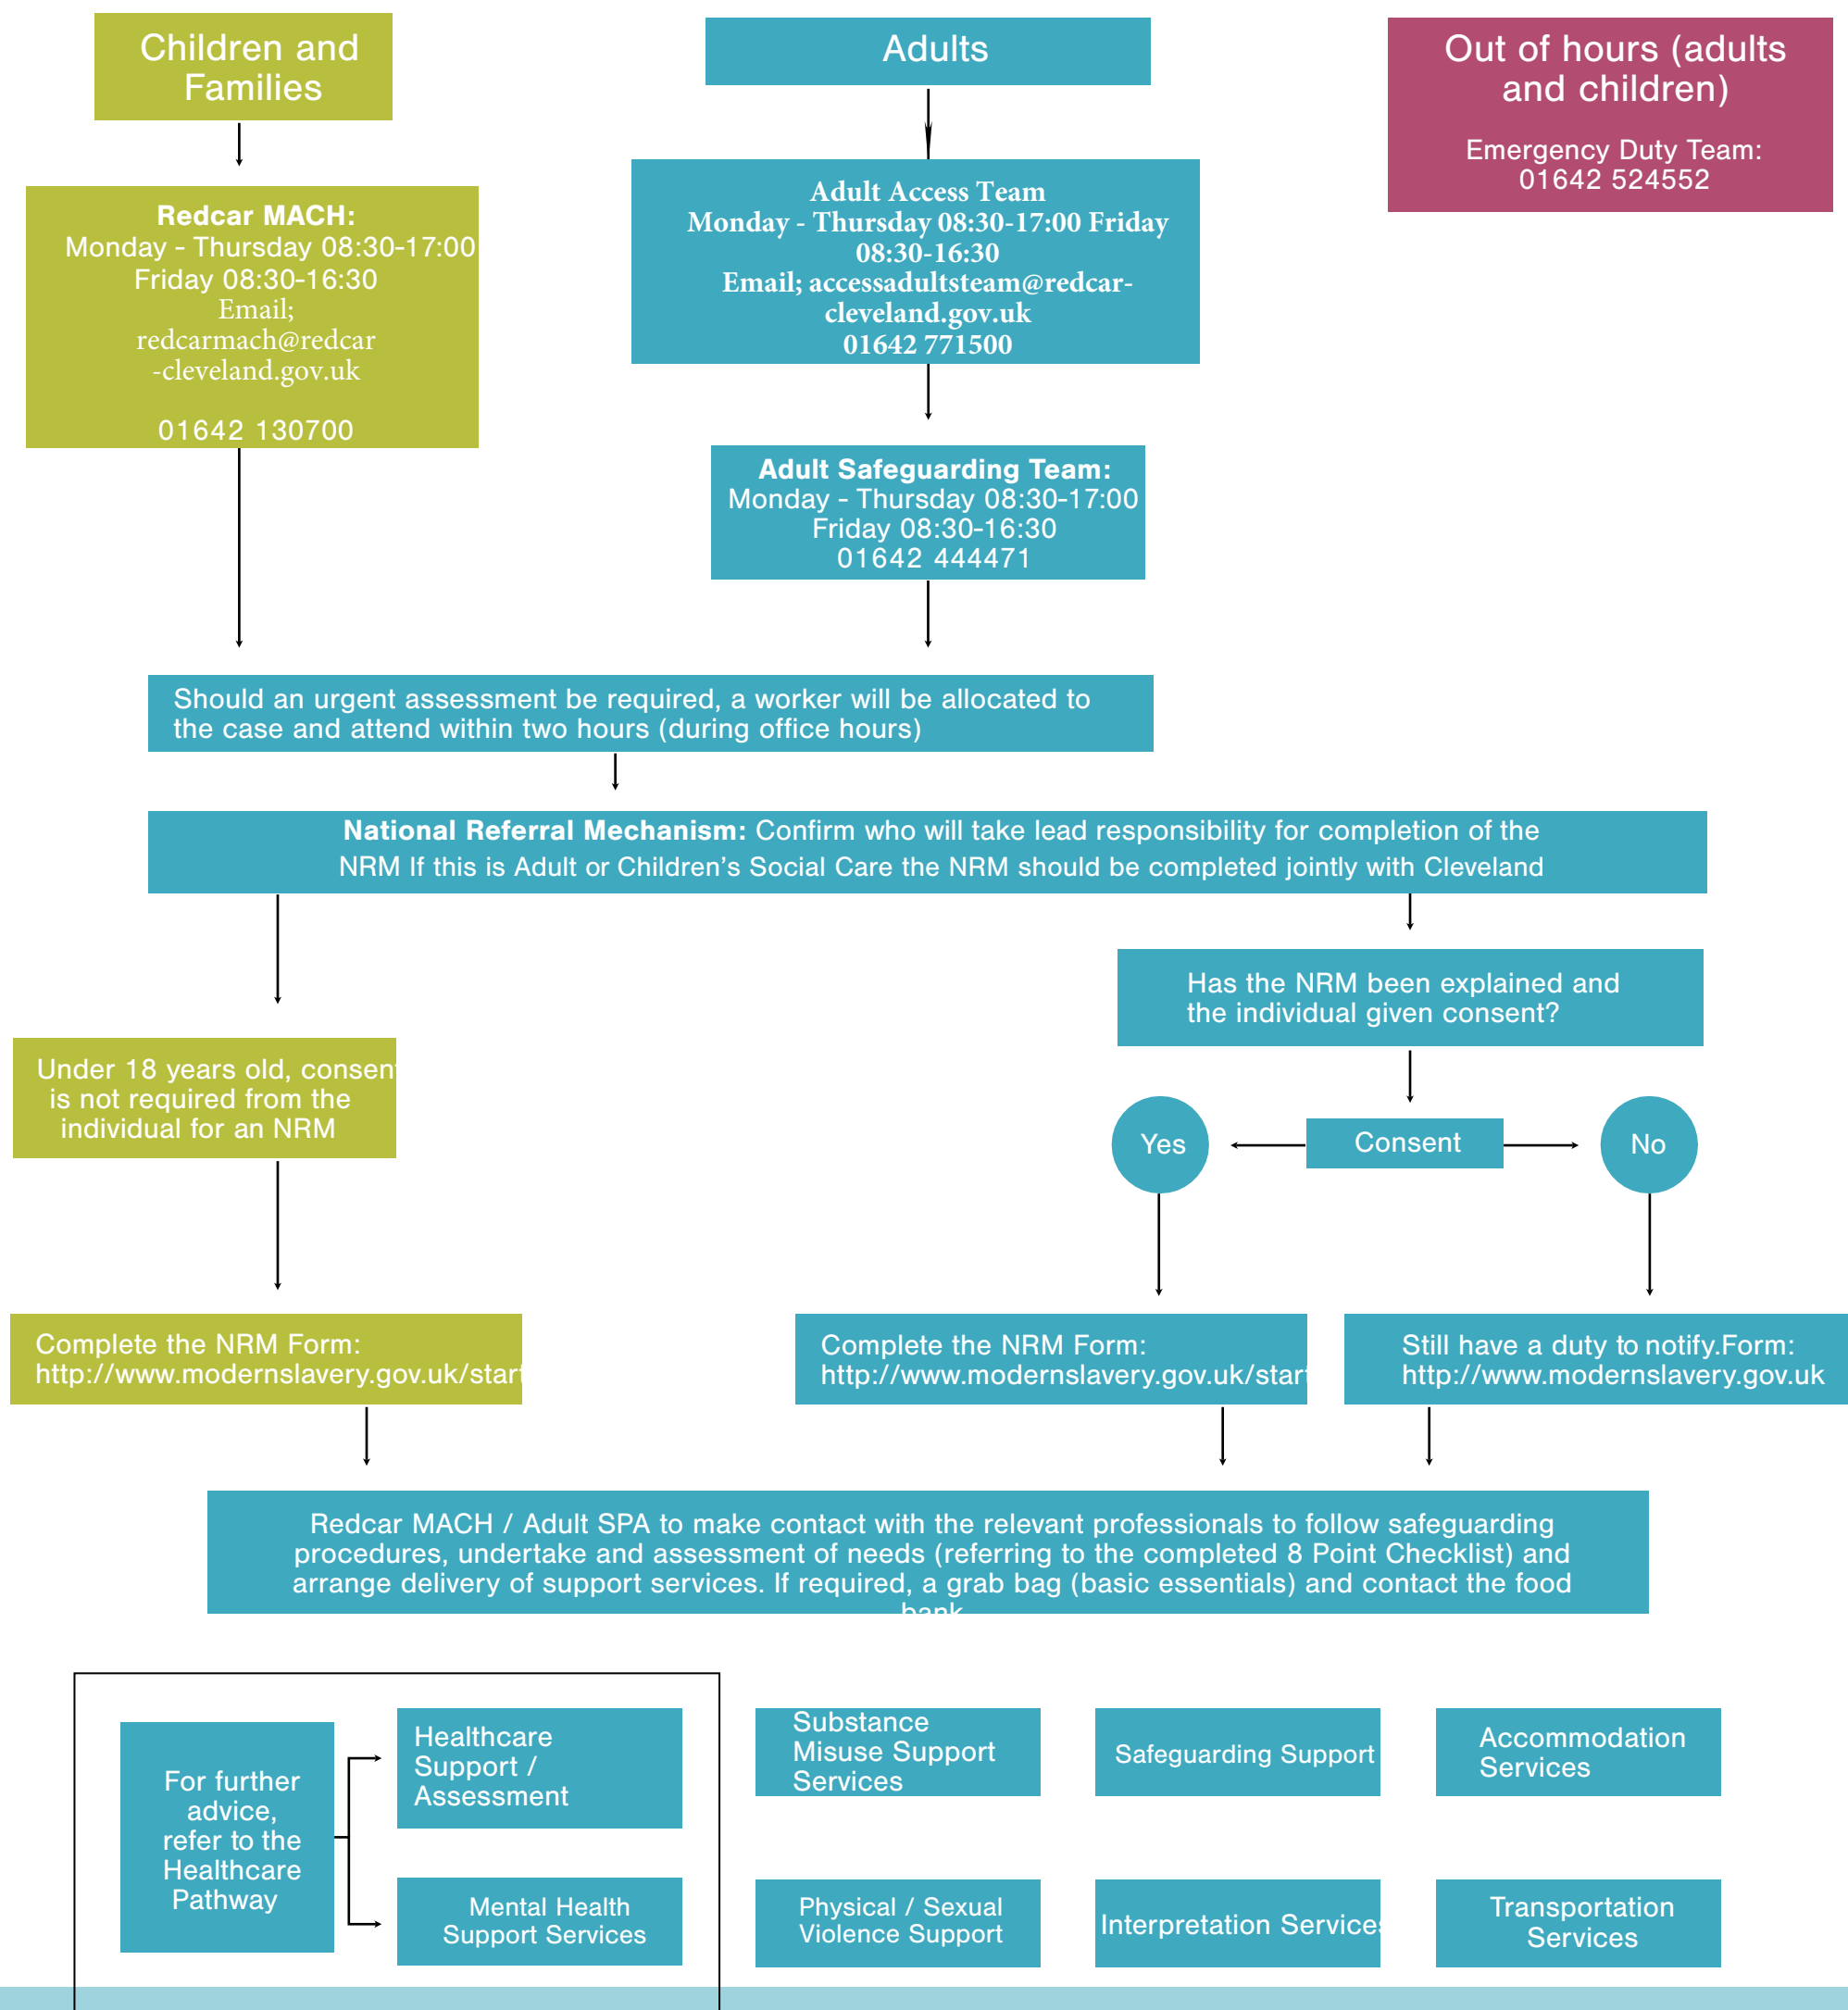 Children and
Families
Adults
Out of hours (adults
and children)
Emergency Duty Team:
01642 524552
Redcar MACH:
Monday - Thursday 08:30-17:00
Friday 08:30-16:30
Email;
redcarmach@redcar
-cleveland.gov.uk
01642 130700
Adult Access Team
Monday - Thursday 08:30-17:00 Friday
08:30-16:30
Email; accessadultsteam@redcar-
cleveland.gov.uk
01642 771500
Adult Safeguarding Team:
Monday - Thursday 08:30-17:00
Friday 08:30-16:30
01642 444471
Should an urgent assessment be required, a worker will be allocated to
the case and attend within two hours (during office hours)
National Referral Mechanism: Confirm who will take lead responsibility for completion of the
NRM If this is Adult or Children's Social Care the NRM should be completed jointly with Cleveland
Has the NRM been explained and
the individual given consent?
Under 18 years old, consent
is not required from the
individual for an NRM
Yes
Consent
No
Complete the NRM Form:
http://www.modernslavery.gov.uk/start
Complete the NRM Form:
http://www.modernslavery.gov.uk/start
Still have a duty to notify.Form:
http://www.modernslavery.gov.uk
Redcar MACH / Adult SPA to make contact with the relevant professionals to follow safeguarding
procedures, undertake and assessment of needs (referring to the completed 8 Point Checklist) and
arrange delivery of support services. If required, a grab bag (basic essentials) and contact the food
bank
For further
advice,
refer to the
Healthcare
Pathway
Healthcare
Support /
Assessment
Mental Health
Support Services
Substance
Misuse Support
Services
Safeguarding Support
Accommodation
Services
Physical / Sexual
Violence Support
Interpretation Services
Transportation
Services